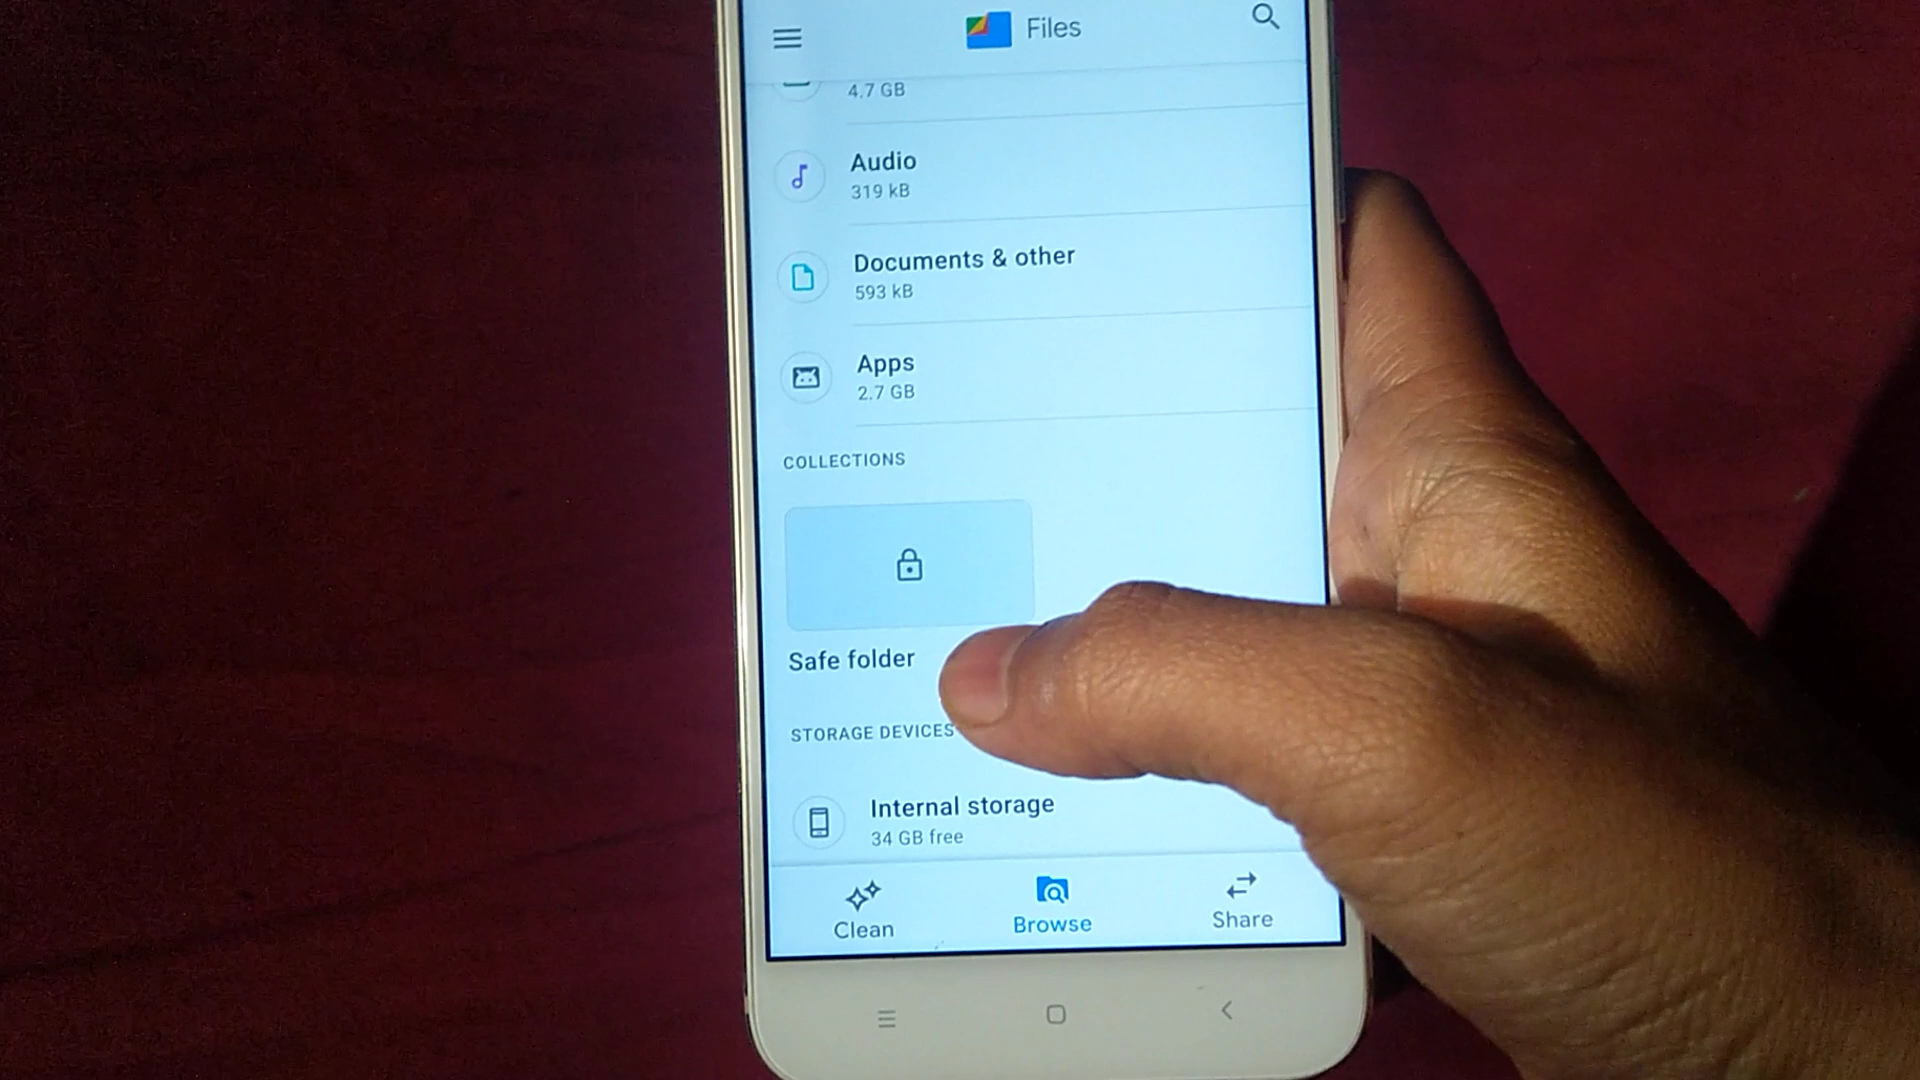 Files
4.7 GB
Audio
319 kB
Documents & other
593 kB
Apps
2.7 GB
COLLECTIONS
Safe folder
STORAGE DEVICES
Internal storage
34 GB free
Clean
Browse
Share